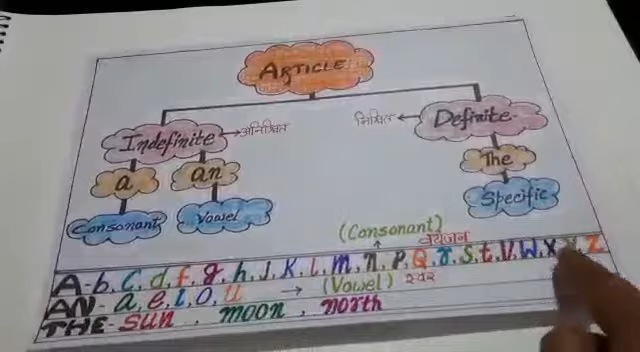 ARTICLE
Indefinite → अनिश्चित
निश्चित ← Definite
a
an
The
Consonant
Vowel
Specific
(Consonant)
व्यंजन
A-b, C, d, f, g, h, J, K, l, m, n, P, Q, r, S, t, V, W, X, Y, Z
AN- a, e, i, O, u → (Vowel) स्वर
THE- sun, moon, north